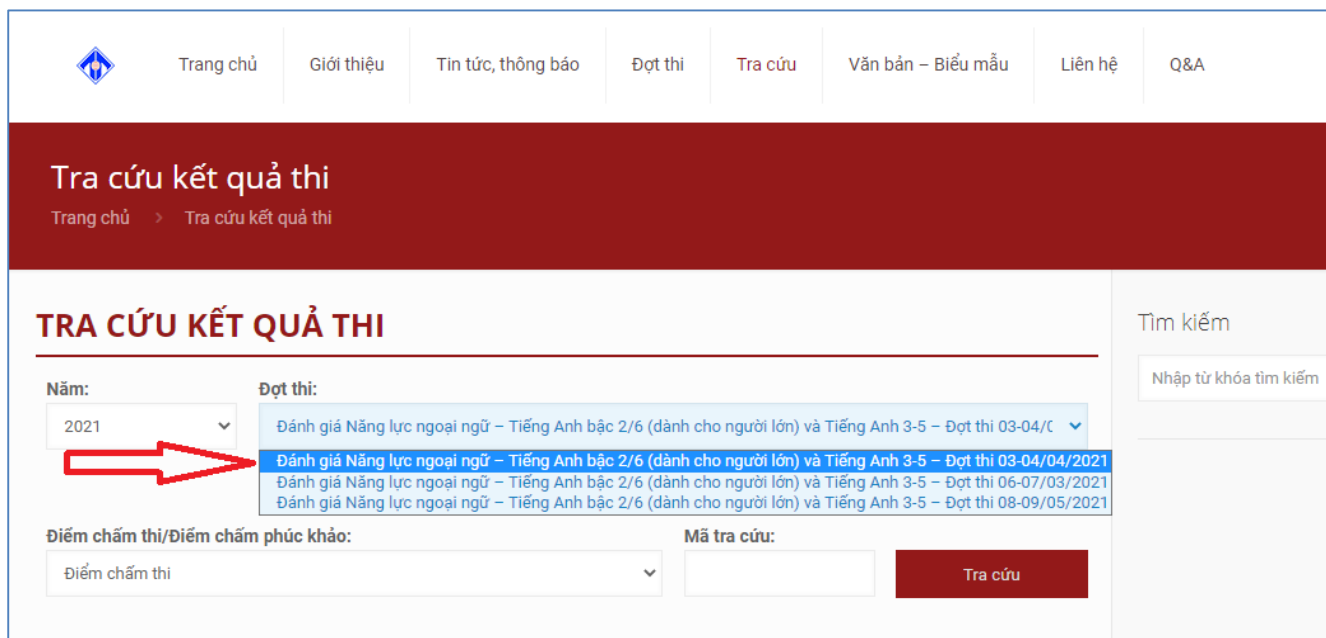 Trang chủ Giới thiệu Tin tức, thông báo Đợt thi Tra cứu Văn bản – Biểu mẫu Liên hệ Q&A
Tra cứu kết quả thi
Trang chủ > Tra cứu kết quả thi
TRA CỨU KẾT QUẢ THI
Tìm kiếm
Nhập từ khóa tìm kiếm
Năm: Đợt thi:
2021 Đánh giá Năng lực ngoại ngữ – Tiếng Anh bậc 2/6 (dành cho người lớn) và Tiếng Anh 3-5 – Đợt thi 03-04/
Đánh giá Năng lực ngoại ngữ – Tiếng Anh bậc 2/6 (dành cho người lớn) và Tiếng Anh 3-5 – Đợt thi 03-04/04/2021
Đánh giá Năng lực ngoại ngữ – Tiếng Anh bậc 2/6 (dành cho người lớn) và Tiếng Anh 3-5 – Đợt thi 06-07/03/2021
Đánh giá Năng lực ngoại ngữ – Tiếng Anh bậc 2/6 (dành cho người lớn) và Tiếng Anh 3-5 – Đợt thi 08-09/05/2021
Điểm chấm thi/Điểm chấm phúc khảo: Mã tra cứu:
Điểm chấm thi Tra cứu